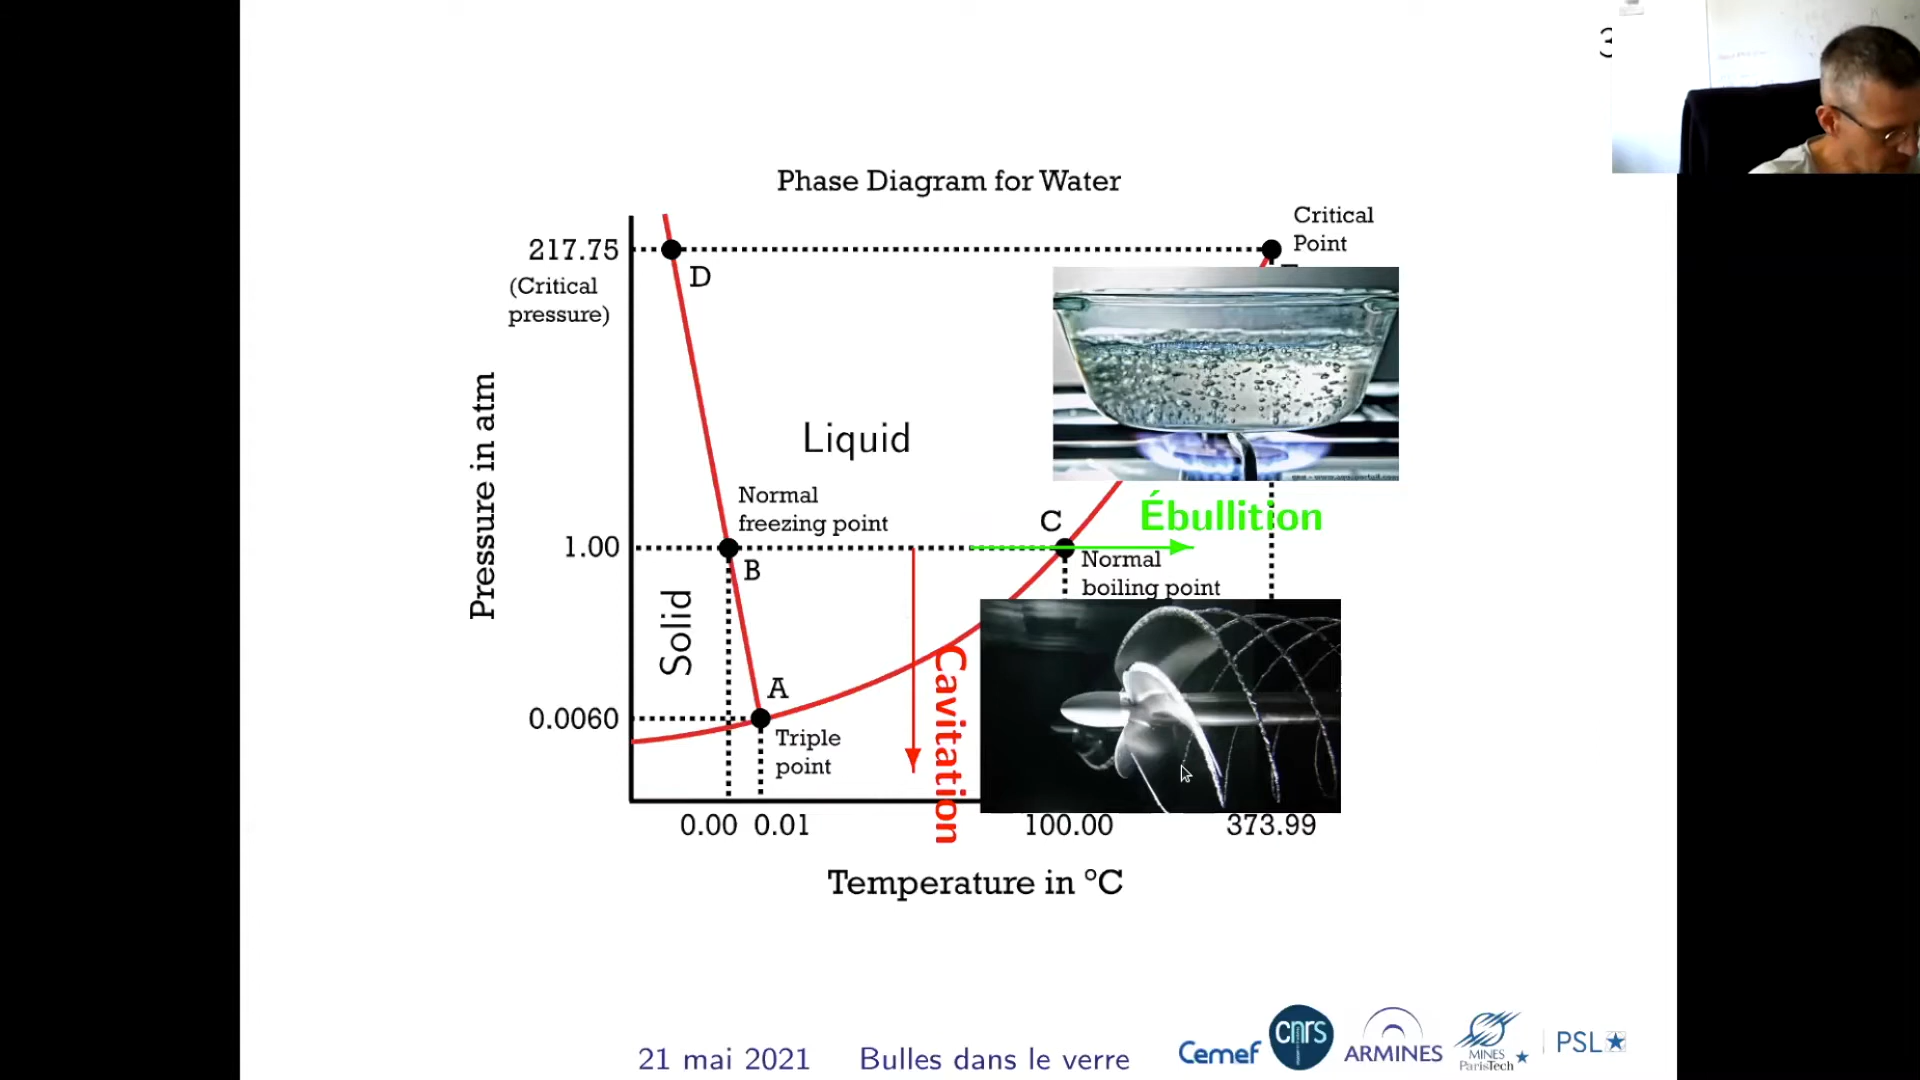 3
Phase Diagram for Water
Critical
Point
217.75
(Critical
pressure)
D
Pressure in atm
Liquid
Normal
freezing point
C
Ébullition
1.00
B
Normal
boiling point
Solid
A
Cavitation
0.0060
Triple
point
0.00
0.01
100.00
373.99
Temperature in °C
21 mai 2021
Bulles dans le verre
Cemef
cnrs
ARMINES
MINES
ParisTech
PSL